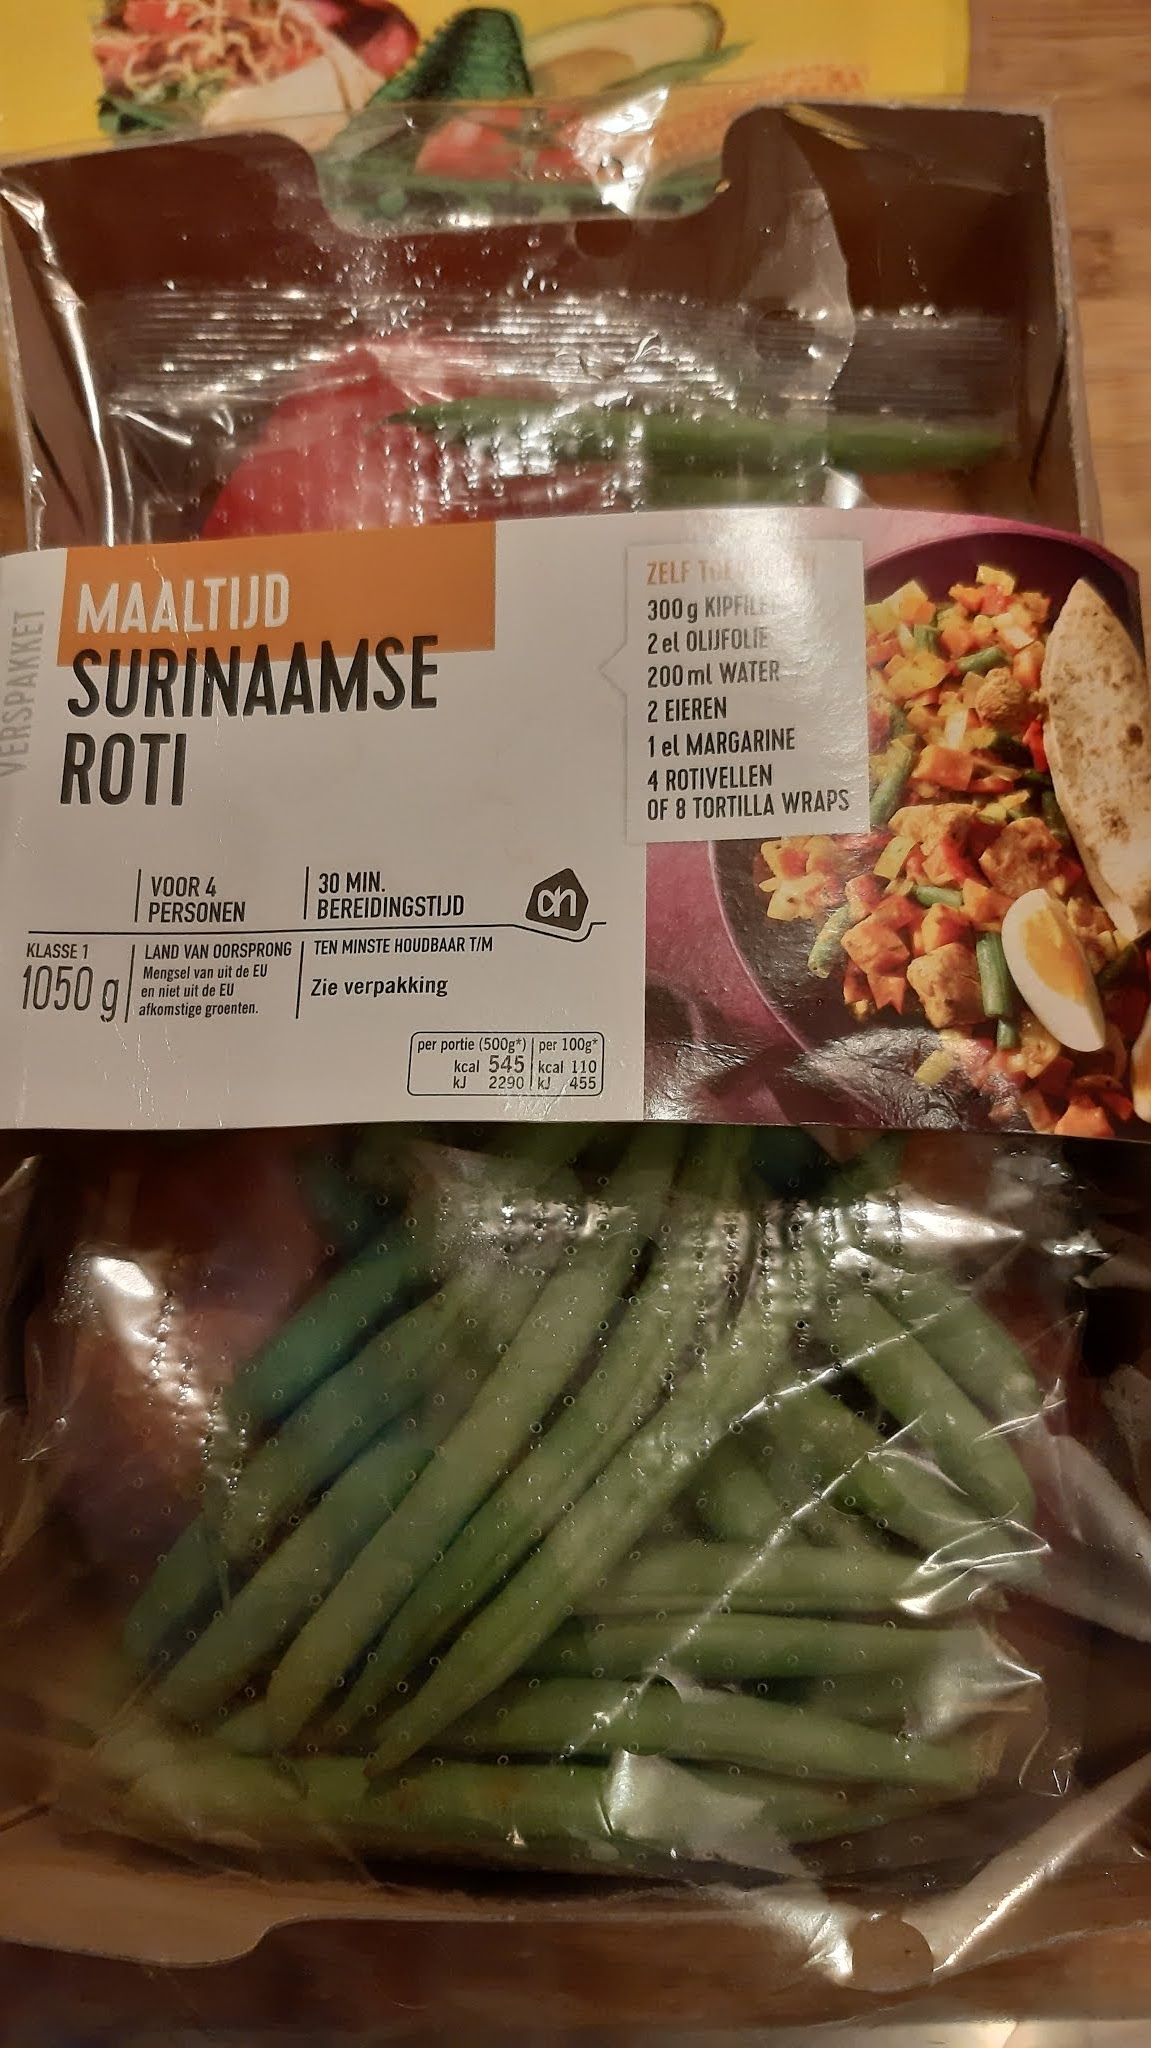 VERSPAKKET
MAALTIJD
SURINAAMSE
ROTI
VOOR 4
PERSONEN
30 MIN.
BEREIDINGSTIJD
ah
KLASSE 1
1050 g
LAND VAN OORSPRONG
Mengsel van uit de EU
en niet uit de EU
afkomstige groenten.
TEN MINSTE HOUDBAAR T/M
Zie verpakking
per portie (500g*) per 100g*
kcal 545 kcal 110
kJ 2290 kJ 455
ZELF
300 g KIPFILET
2 el OLIJFOLIE
200 ml WATER
2 EIEREN
1 el MARGARINE
4 ROTIVELLEN
OF 8 TORTILLA WRAPS